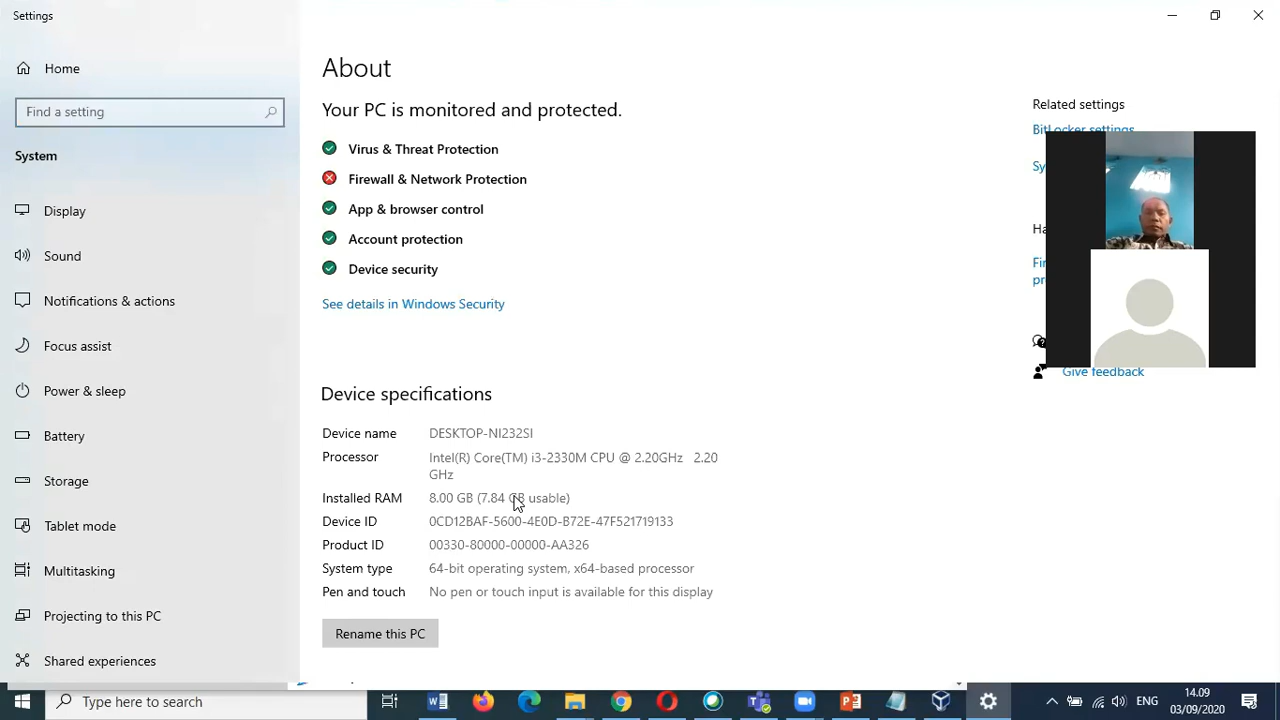 Settings
Home
Find a setting
System
Display
Sound
Notifications & actions
Focus assist
Power & sleep
Battery
Storage
Tablet mode
Multitasking
Projecting to this PC
Shared experiences
About
Your PC is monitored and protected.
Virus & Threat Protection
Firewall & Network Protection
App & browser control
Account protection
Device security
See details in Windows Security
Device specifications
Device name DESKTOP-NI232SI
Processor Intel(R) Core(TM) i3-2330M CPU @ 2.20GHz 2.20
GHz
Installed RAM 8.00 GB (7.84 GB usable)
Device ID 0CD12BAF-5600-4E0D-B72E-47F521719133
Product ID 00330-80000-00000-AA326
System type 64-bit operating system, x64-based processor
Pen and touch No pen or touch input is available for this display
Rename this PC
Related settings
BitLocker settings
Give feedback
Type here to search
ENG
14.09
03/09/2020